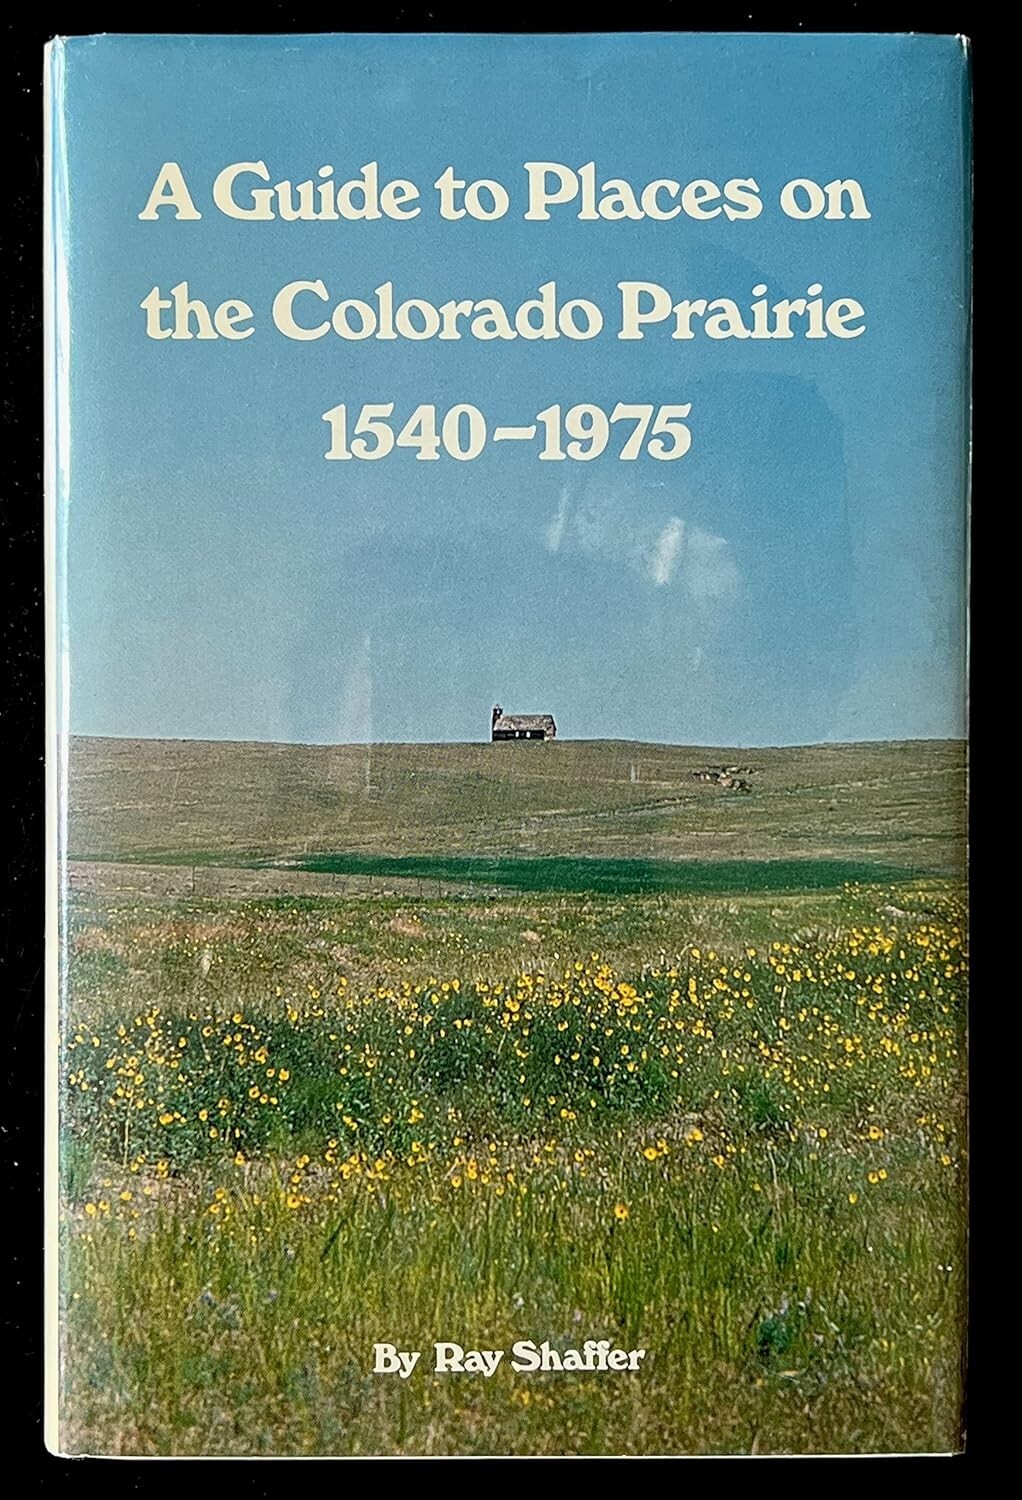 A Guide to Places on
the Colorado Prairie
1540-1975
By Ray Shaffer